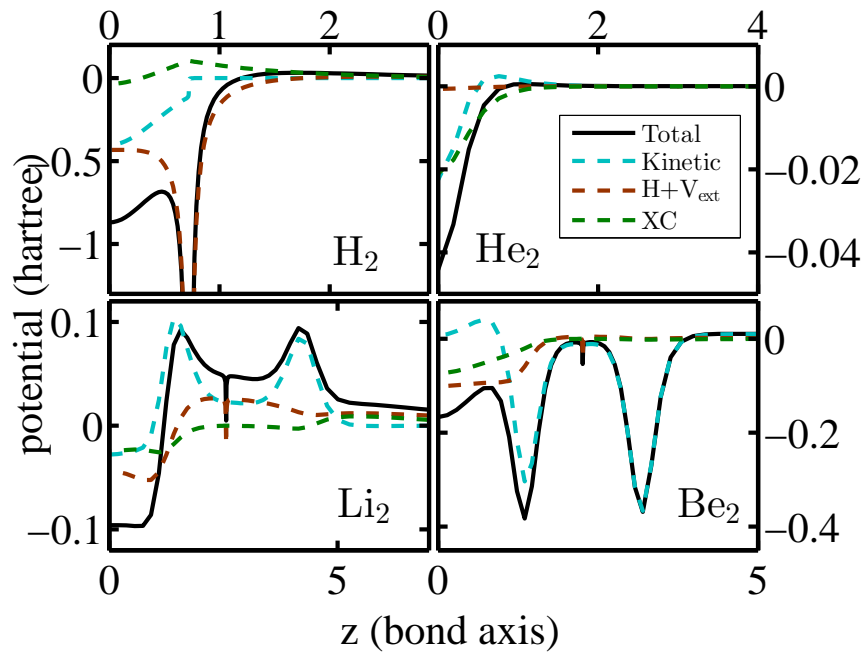 0 1 2
0 2 4
0
−0.5
−1
H₂
0
−0.02
−0.04
He₂
Total
Kinetic
H+Vₑₓₜ
XC
0.1
0
−0.1
Li₂
0
−0.2
−0.4
Be₂
0 5
0 5
potential (hartree)
z (bond axis)